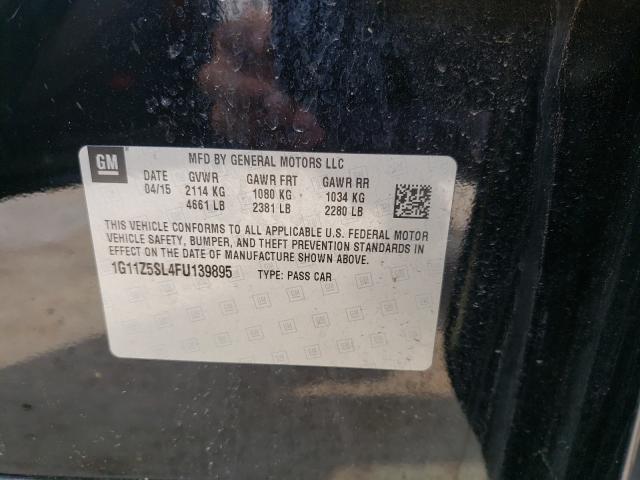 GM MFD BY GENERAL MOTORS LLC
DATE GVWR GAWR FRT GAWR RR
04/15 2114 KG 1080 KG 1034 KG
4661 LB 2381 LB 2280 LB
THIS VEHICLE CONFORMS TO ALL APPLICABLE U.S. FEDERAL MOTOR
VEHICLE SAFETY, BUMPER, AND THEFT PREVENTION STANDARDS IN
EFFECT ON THE DATE OF MANUFACTURE SHOWN ABOVE.
1G11Z5SL4FU139895 TYPE: PASS CAR